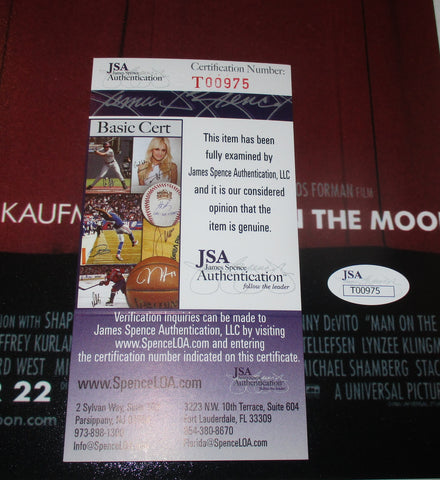 JSA
James Spence
Authentication
Certification Number:
T00975
Basic Cert
This item has been
fully examined by
James Spence Authentication, LLC
and it is our considered
opinion that the
item is genuine.
JSA
James Spence
Authentication
follow the leader
Verification inquiries can be made to
James Spence Authentication, LLC by visiting
www.SpenceLOA.com and entering
the certification number indicated on this certificate.
www.SpenceLOA.com
JSA
Authentication
2 Sylvan Way, Suite
Parsippany, NJ
973-898-1300
Info@SpenceLOA
3223 N.W. 10th Terrace, Suite 604
Fort Lauderdale, FL 33309
954-380-8670
Florida@SpenceLOA.com
OS FORMAN FILM
KAUFM
N THE MOO
JSA
T00975
WITH SHAP
NNY DEVITO "MAN ON THE
FFREY KURLAN
TELLEFSEN LYNZEE KLINGM
RD WEST
MICHAEL SHAMBERG STAC
R 22
A UNIVERSAL PICTUR
oon.com